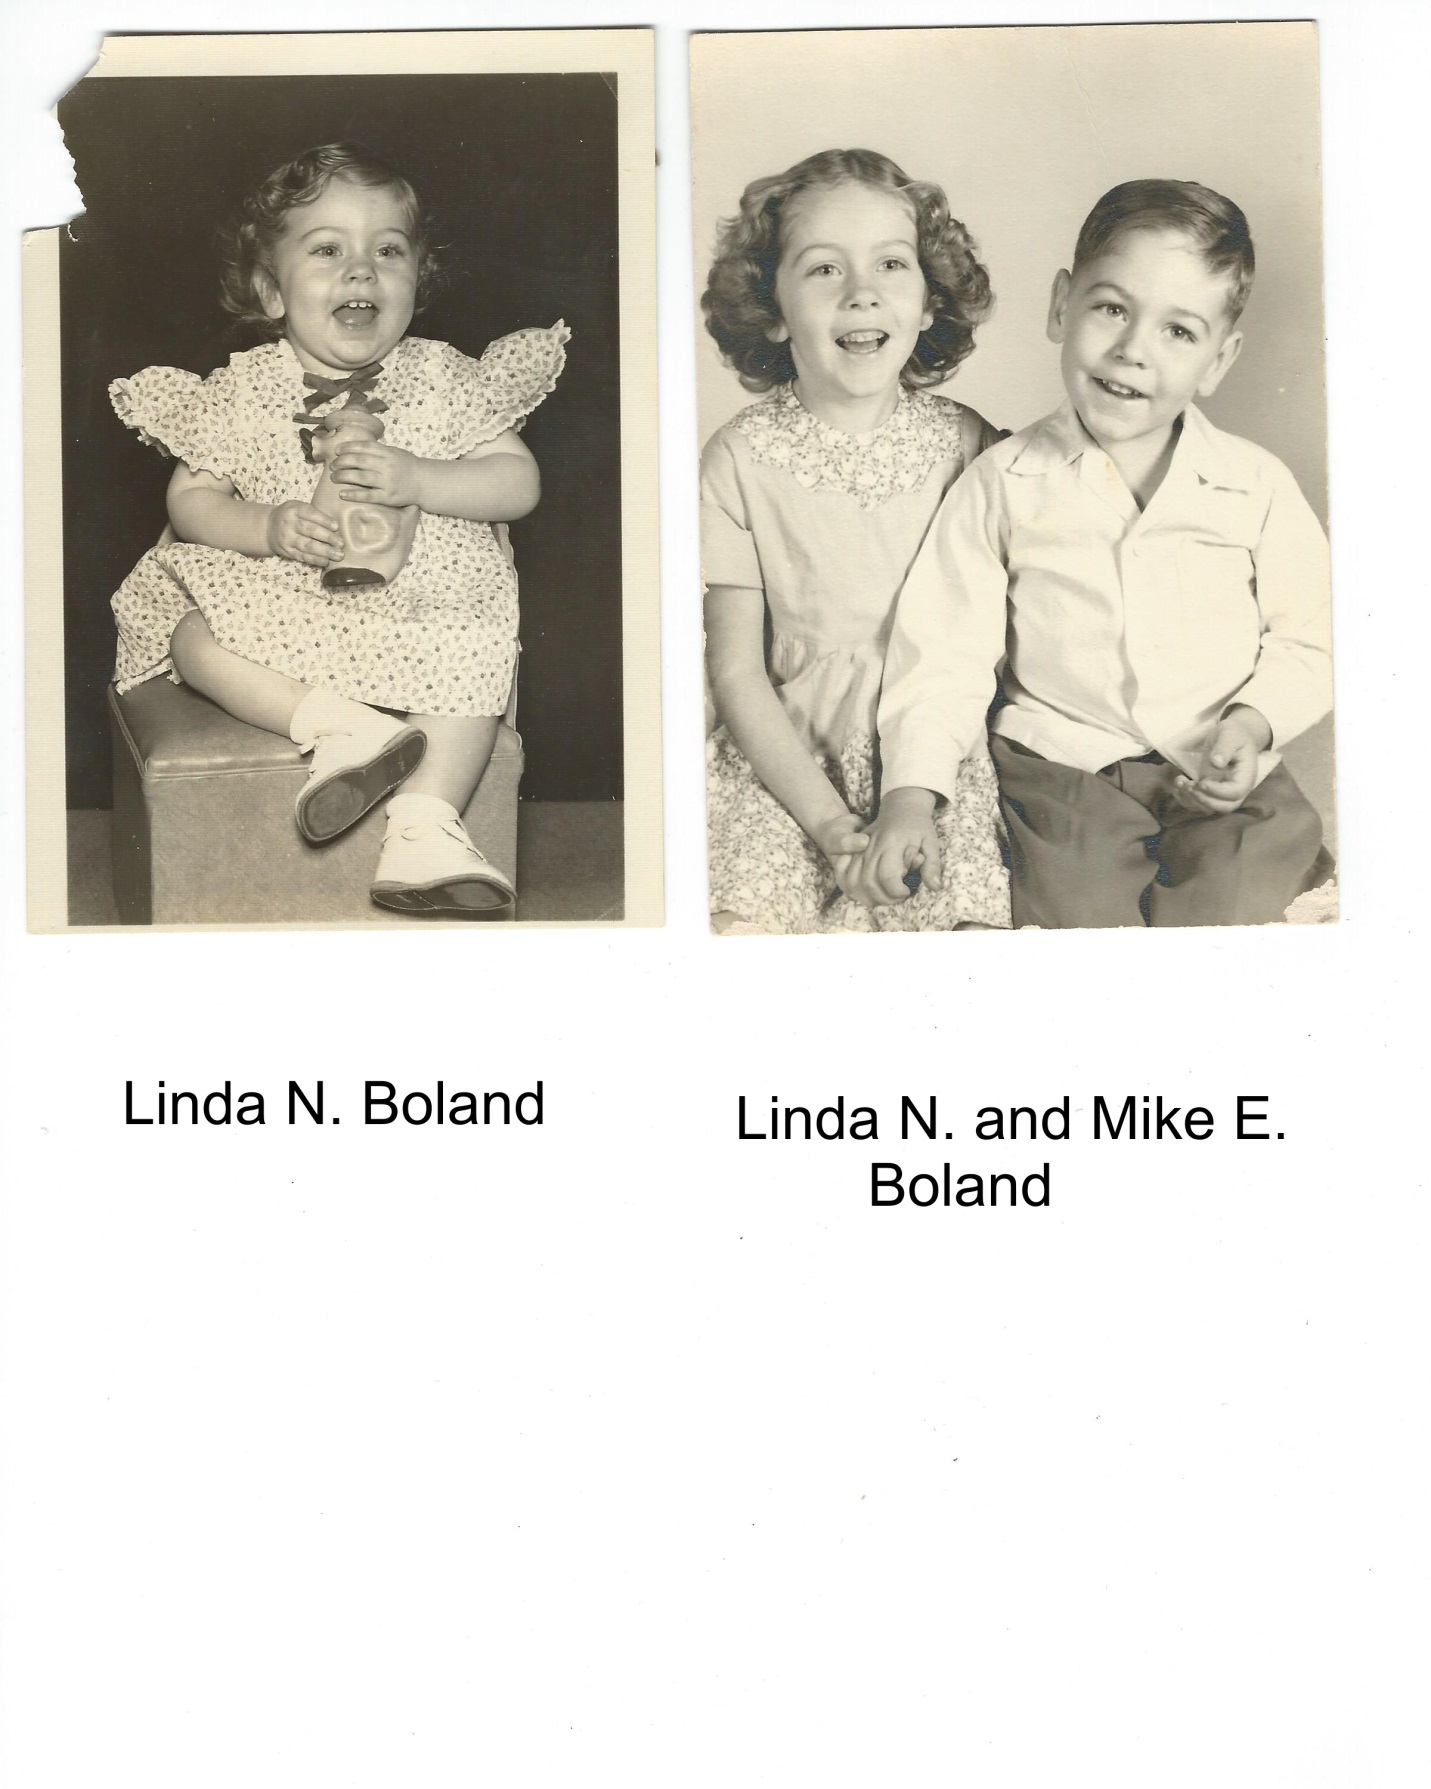 Linda N. Boland
Linda N. and Mike E.
Boland